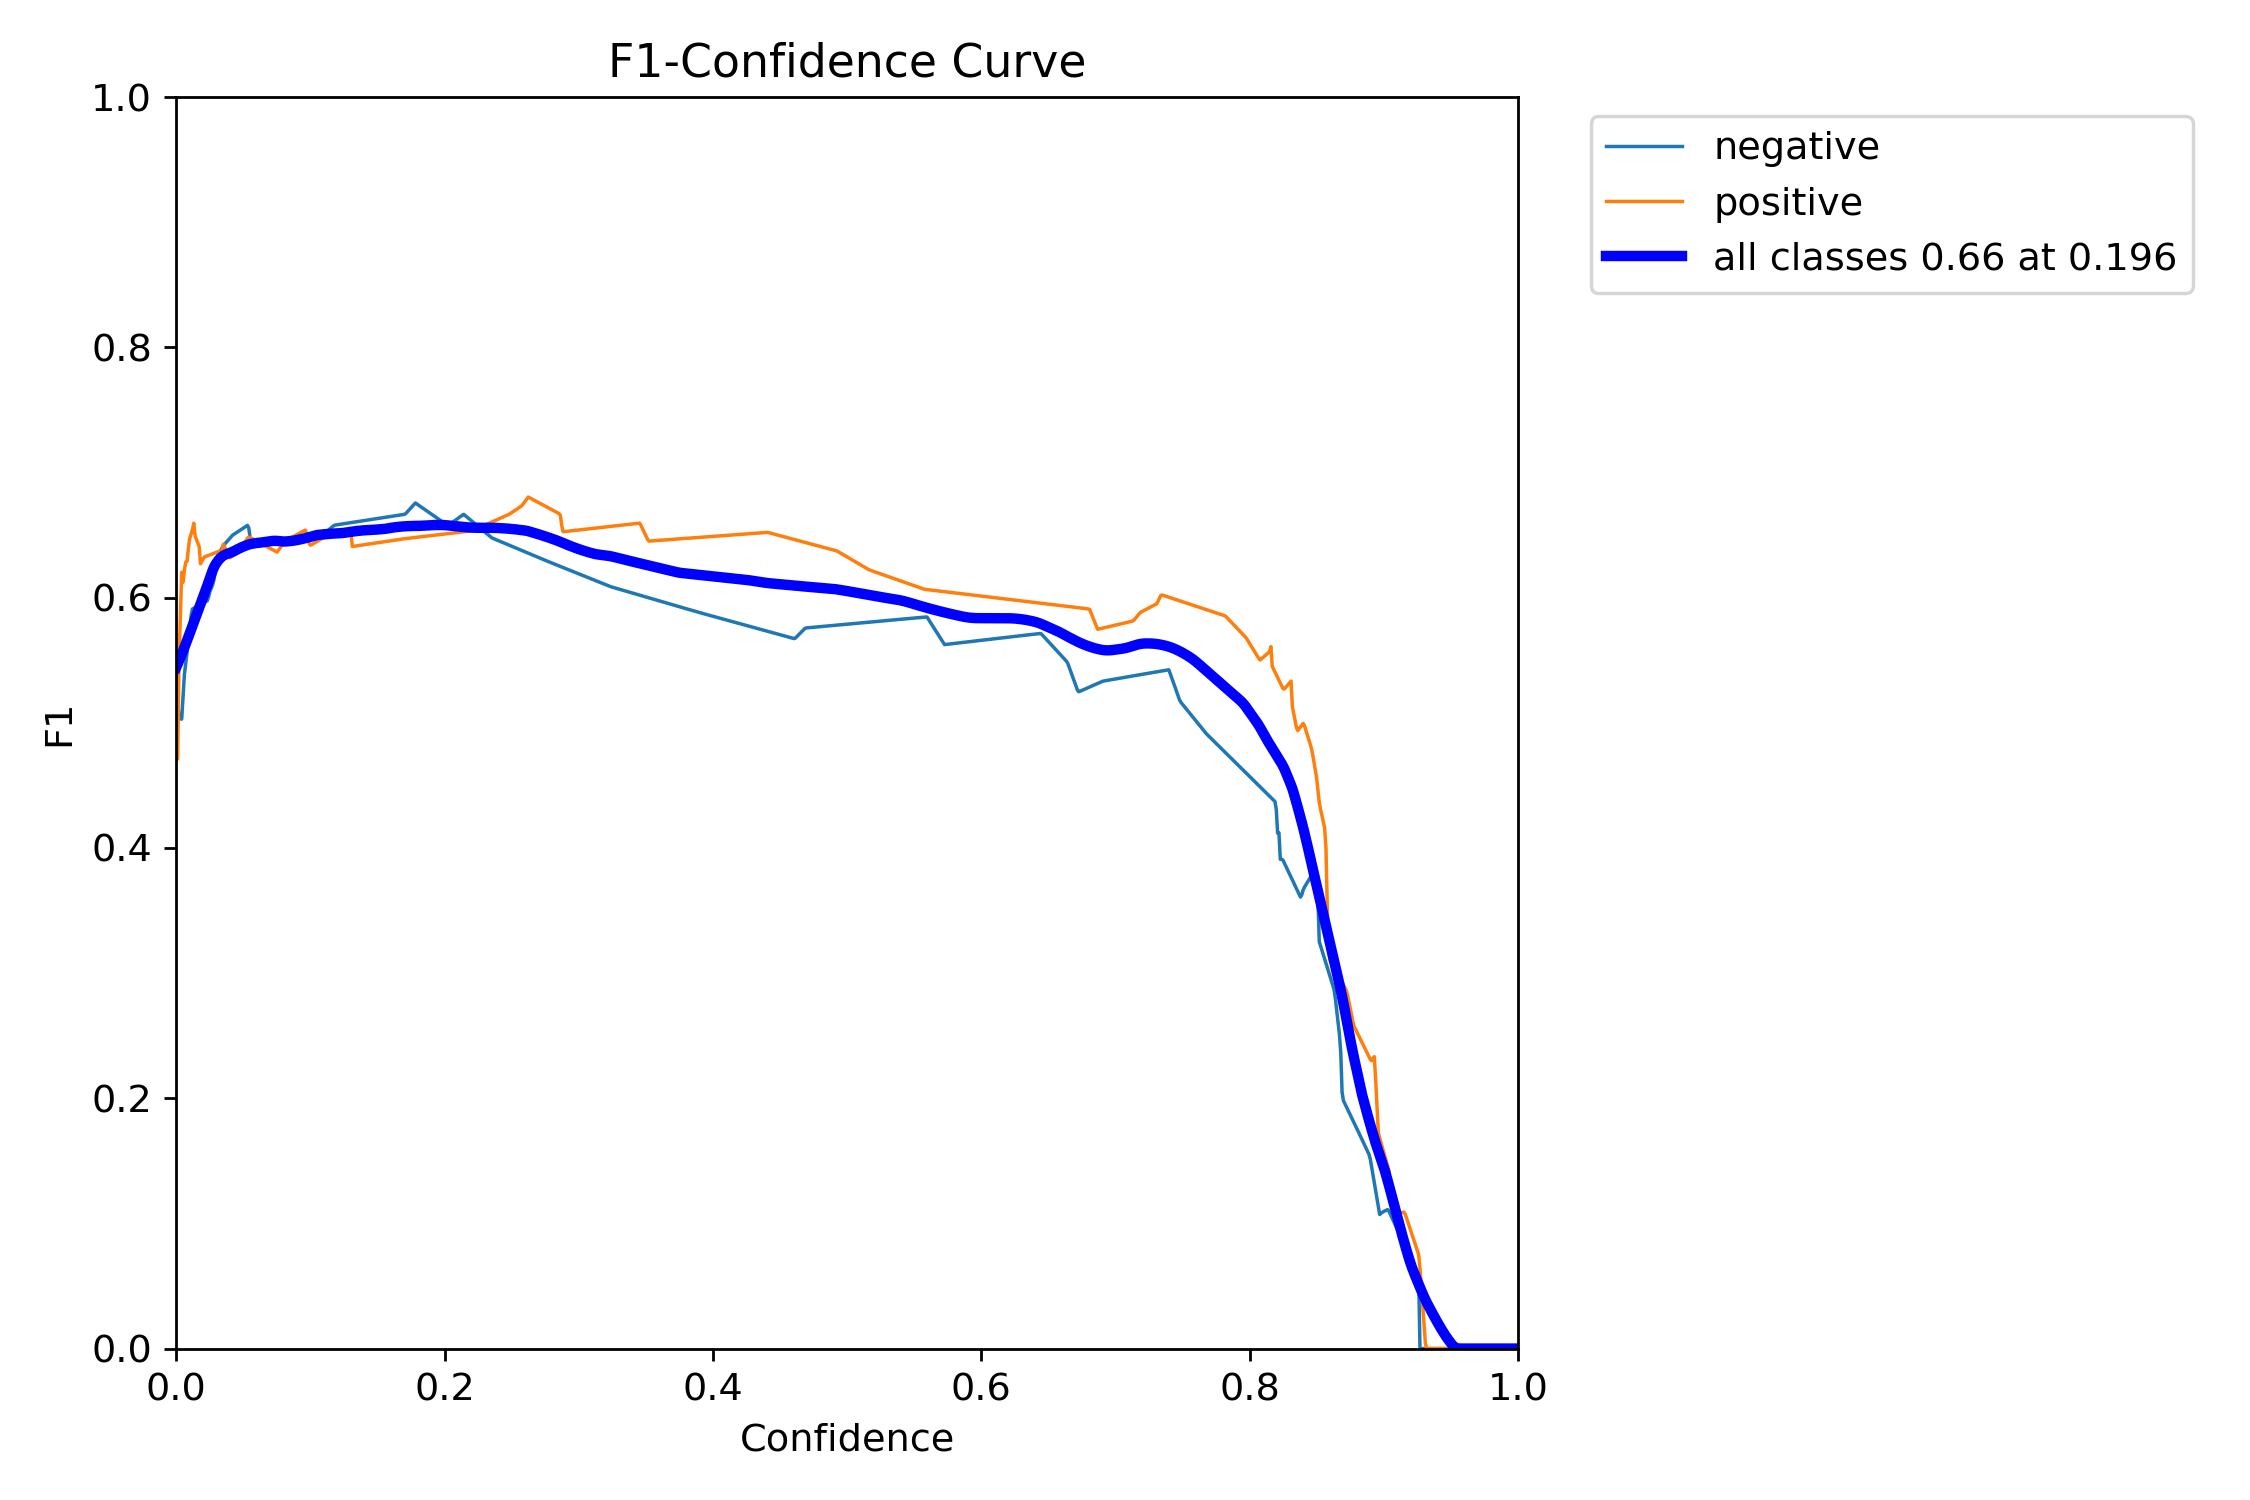 F1-Confidence Curve
1.0
0.8
0.6
0.4
0.2
0.0
F1
0.0 0.2 0.4 0.6 0.8 1.0
Confidence
negative
positive
all classes 0.66 at 0.196